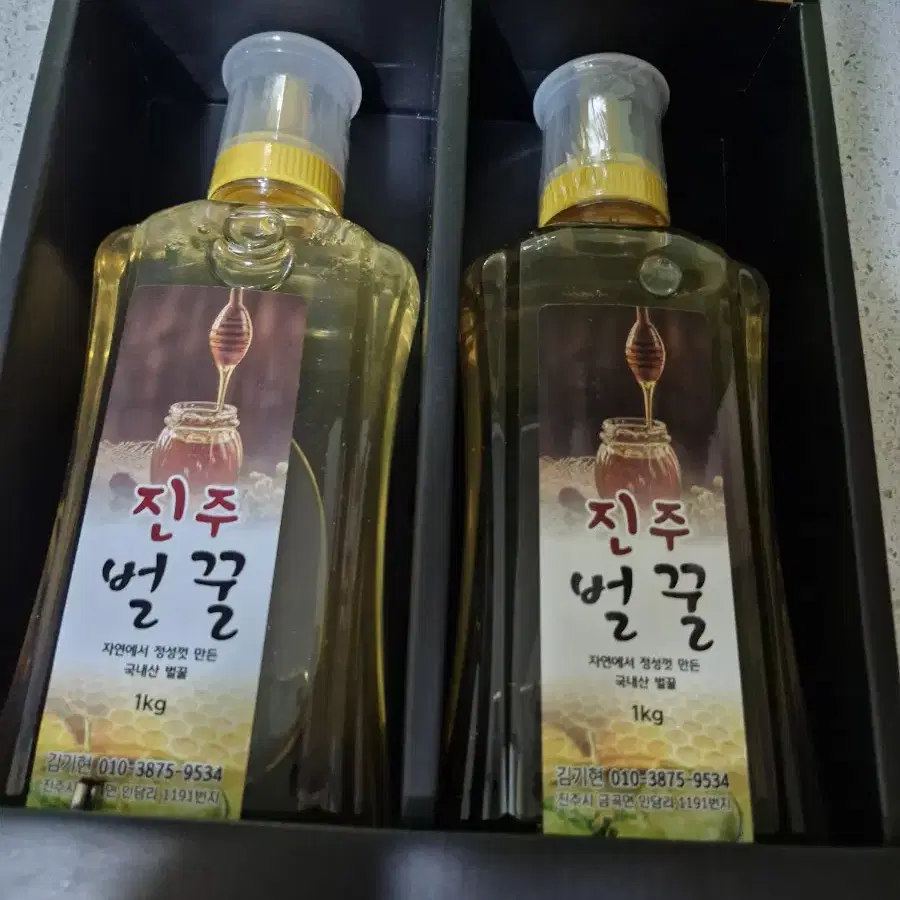 진주
벌꿀
자연에서 정성껏 만든
국내산 벌꿀
1kg
김기현 010-3875-9534
진주시 면 인담리 1191번지
진주
벌꿀
자연에서 정성껏 만든
국내산 벌꿀
1kg
김기현 010-3875-9534
진주시 금곡면 인담리 1191번지